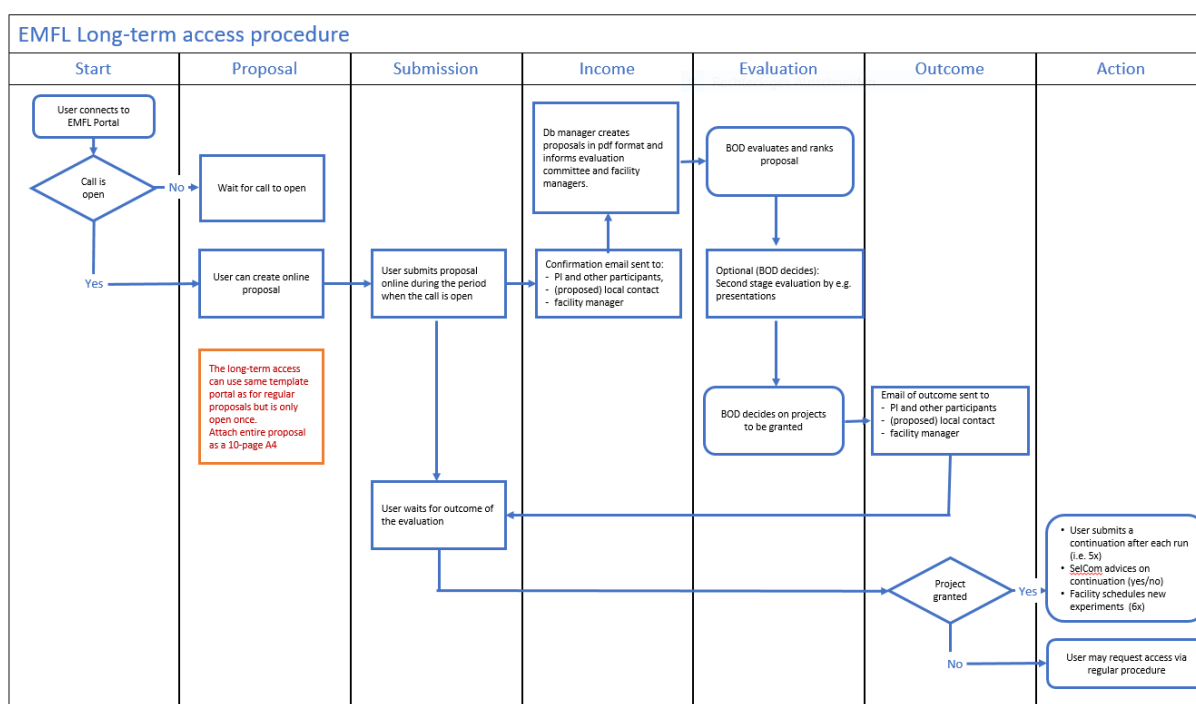 EMFL Long-term access procedure
Start
Proposal
Submission
Income
Evaluation
Outcome
Action
User connects to
EMFL Portal
Call is
open
No
Yes
Wait for call to open
User can create online
proposal
The long-term access
can use same template
portal as for regular
proposals but is only
open once.
Attach entire proposal
as a 10-page A4
User submits proposal
online during the period
when the call is open
User waits for outcome of
the evaluation
Db manager creates
proposals in pdf format and
informs evaluation
committee and facility
managers.
Confirmation email sent to:
- PI and other participants,
- (proposed) local contact
- facility manager
BOD evaluates and ranks
proposal
Optional (BOD decides):
Second stage evaluation by e.g.
presentations
BOD decides on projects
to be granted
Email of outcome sent to
- PI and other participants
- (proposed) local contact
- facility manager
Project
granted
Yes
No
• User submits a
continuation after each run
(i.e. 5x)
• SelCom advices on
continuation (yes/no)
• Facility schedules new
experiments (6x)
User may request access via
regular procedure